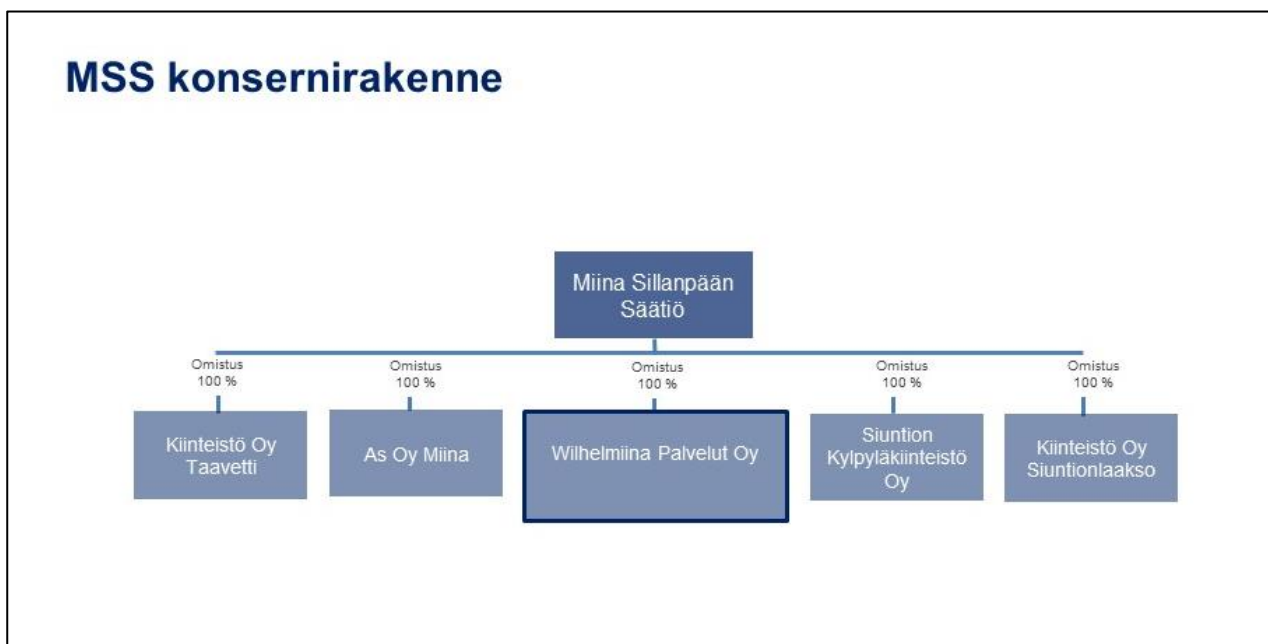 MSS konsernirakenne
Miina Sillanpään
Säätiö
Omistus
100 %
Omistus
100 %
Omistus
100 %
Omistus
100 %
Omistus
100 %
Kiinteistö Oy
Taavetti
As Oy Miina
Wilhelmiina Palvelut Oy
Siuntion
Kylpyläkiinteistö
Oy
Kiinteistö Oy
Siuntionlaakso